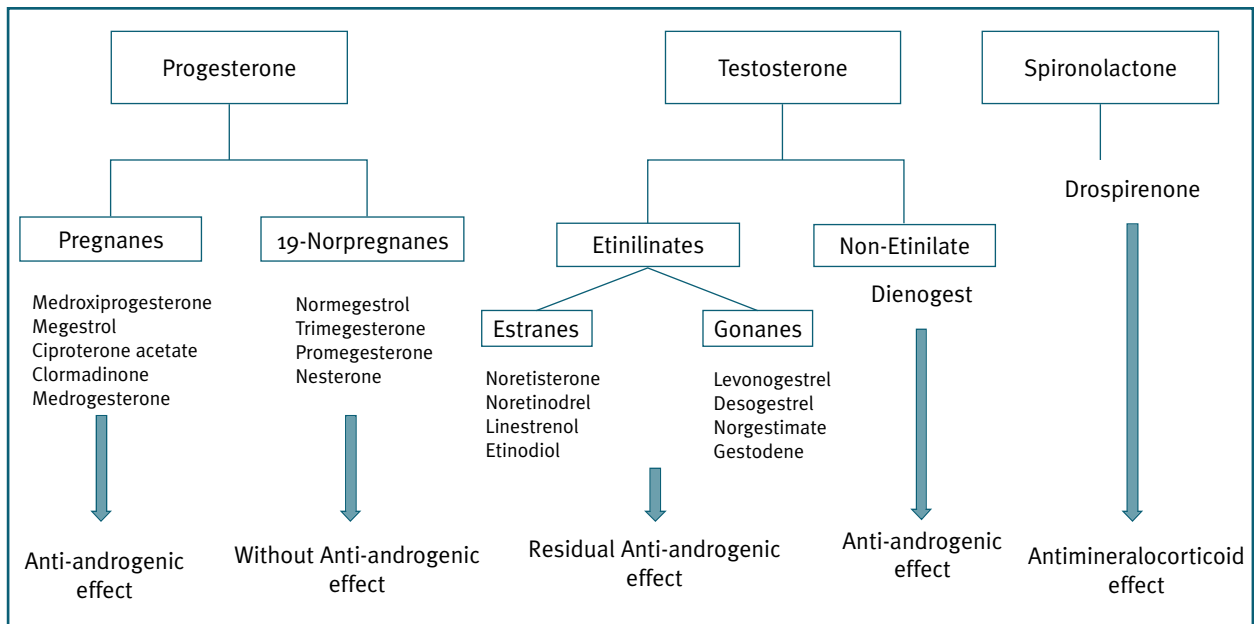 Progesterone
Testosterone
Spironolactone
Pregnanes
19-Norpregnanes
Etinilinates
Non-Etinilate
Drospirenone
Medroxiprogesterone
Megestrol
Ciproterone acetate
Clormadinone
Medrogesterone
Normegestrol
Trimegesterone
Promegesterone
Nesterone
Estranes
Gonanes
Dienogest
Noretisterone
Noretinodrel
Linestrenol
Etinodiol
Levonogestrel
Desogestrel
Norgestimate
Gestodene
Anti-androgenic
effect
Without Anti-androgenic
effect
Residual Anti-androgenic
effect
Anti-androgenic
effect
Antimineralocorticoid
effect